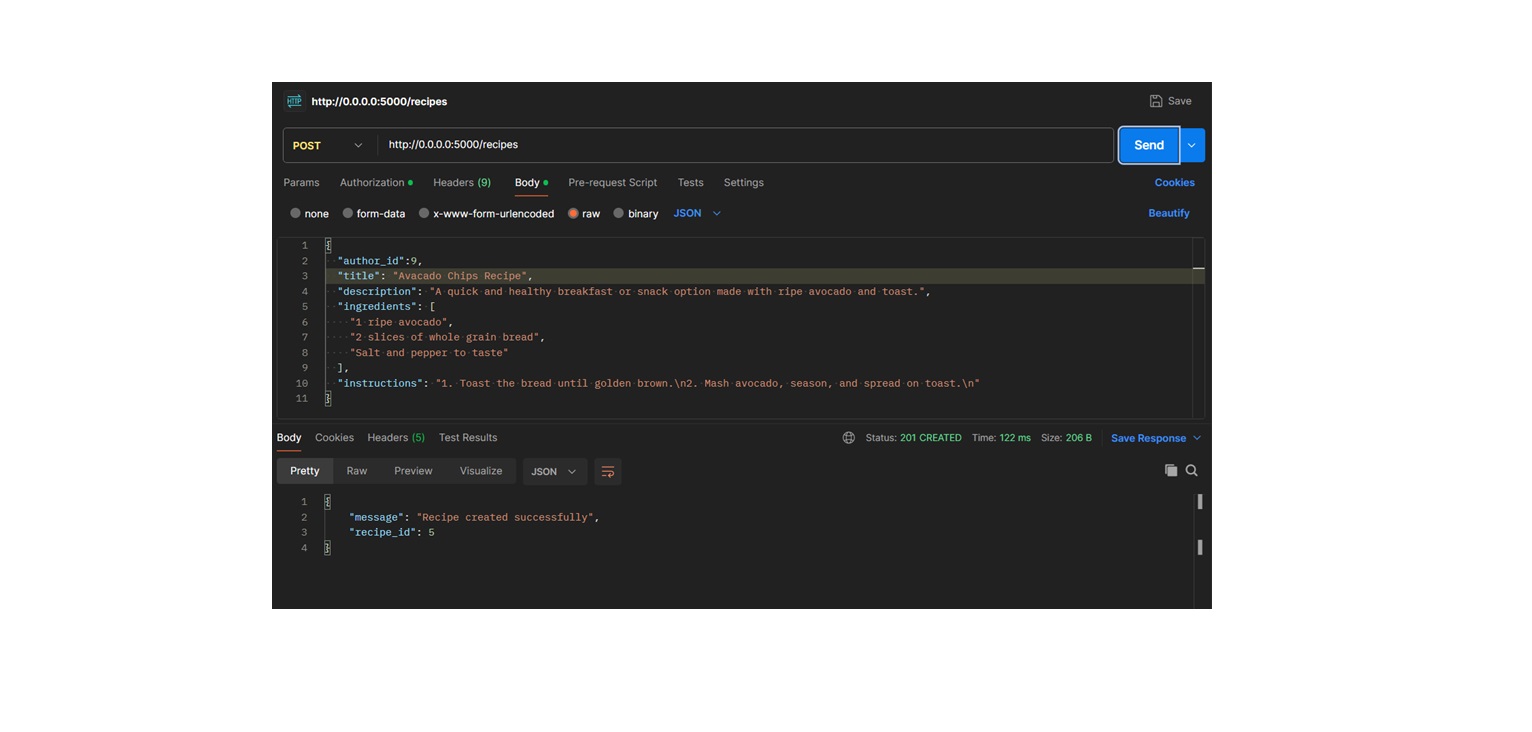 HTTP http://0.0.0.0:5000/recipes Save
POST http://0.0.0.0:5000/recipes Send
Params Authorization Headers (9) Body Pre-request Script Tests Settings Cookies
none form-data x-www-form-urlencoded raw binary JSON Beautify
1 {
2 "author_id":9,
3 "title": "Avacado Chips Recipe",
4 "description": "A quick and healthy breakfast or snack option made with ripe avocado and toast.",
5 "ingredients": [
6 "1 ripe avocado",
7 "2 slices of whole grain bread",
8 "Salt and pepper to taste"
9 ],
10 "instructions": "1. Toast the bread until golden brown.\n2. Mash avocado, season, and spread on toast.\n"
11 }
Body Cookies Headers (5) Test Results Status: 201 CREATED Time: 122 ms Size: 206 B Save Response
Pretty Raw Preview Visualize JSON
1 {
2 "message": "Recipe created successfully",
3 "recipe_id": 5
4 }